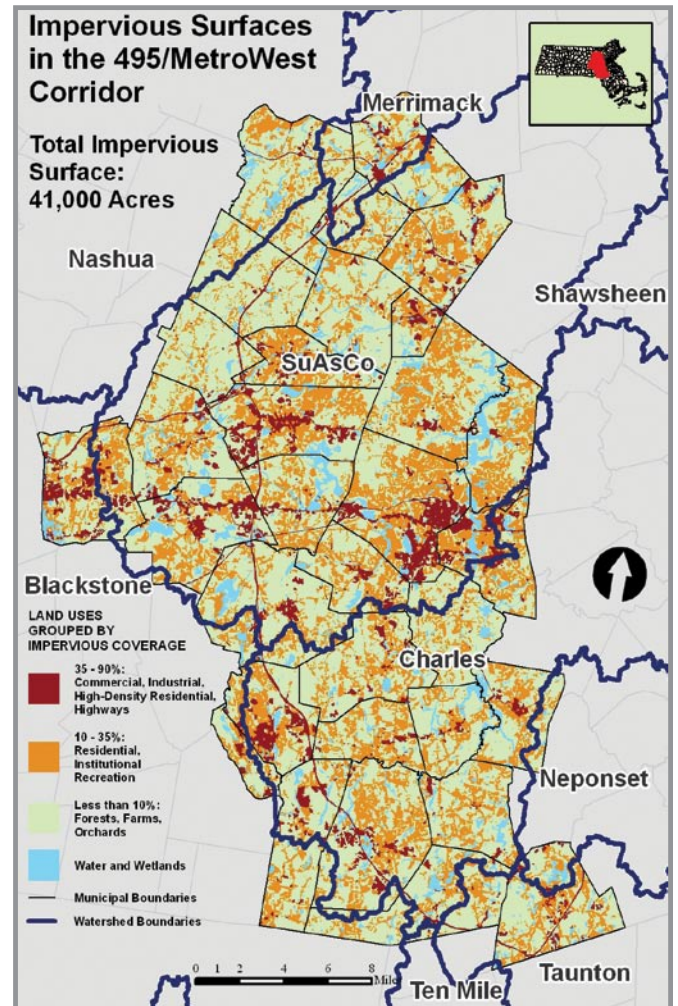 Impervious Surfaces
in the 495/MetroWest
Corridor
Total Impervious
Surface:
41,000 Acres
Merrimack
Nashua
Shawsheen
SuAsCo
Blackstone
Charles
Neponset
Ten Mile
Taunton
LAND USES
GROUPED BY
IMPERVIOUS COVERAGE
35 - 90%:
Commercial, Industrial,
High-Density Residential,
Highways
10 - 35%:
Residential,
Institutional
Recreation
Less than 10%:
Forests, Farms,
Orchards
Water and Wetlands
Municipal Boundaries
Watershed Boundaries
0 1 2 4 6 8
Miles